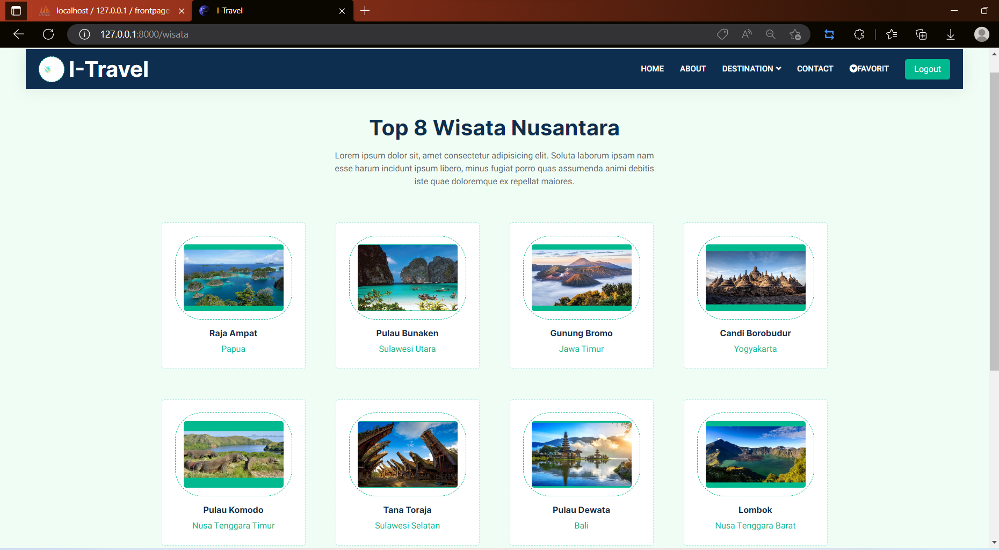 localhost / 127.0.0.1 / frontpage
I-Travel
127.0.0.1:8000/wisata
I-Travel
HOME ABOUT DESTINATION CONTACT FAVORIT Logout
Top 8 Wisata Nusantara
Lorem ipsum dolor sit, amet consectetur adipisicing elit. Soluta laborum ipsam nam
esse harum incidunt ipsum libero, minus fugiat porro quas assumenda animi debitis
iste quae doloremque ex repellat maiores.
Raja Ampat
Papua
Pulau Bunaken
Sulawesi Utara
Gunung Bromo
Jawa Timur
Candi Borobudur
Yogyakarta
Pulau Komodo
Nusa Tenggara Timur
Tana Toraja
Sulawesi Selatan
Pulau Dewata
Bali
Lombok
Nusa Tenggara Barat